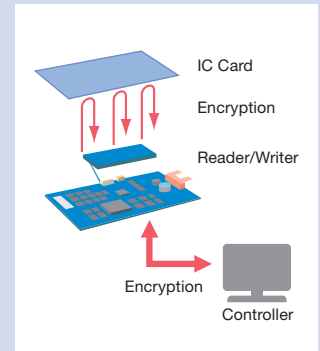 IC Card
Encryption
Reader/Writer
Encryption
Controller